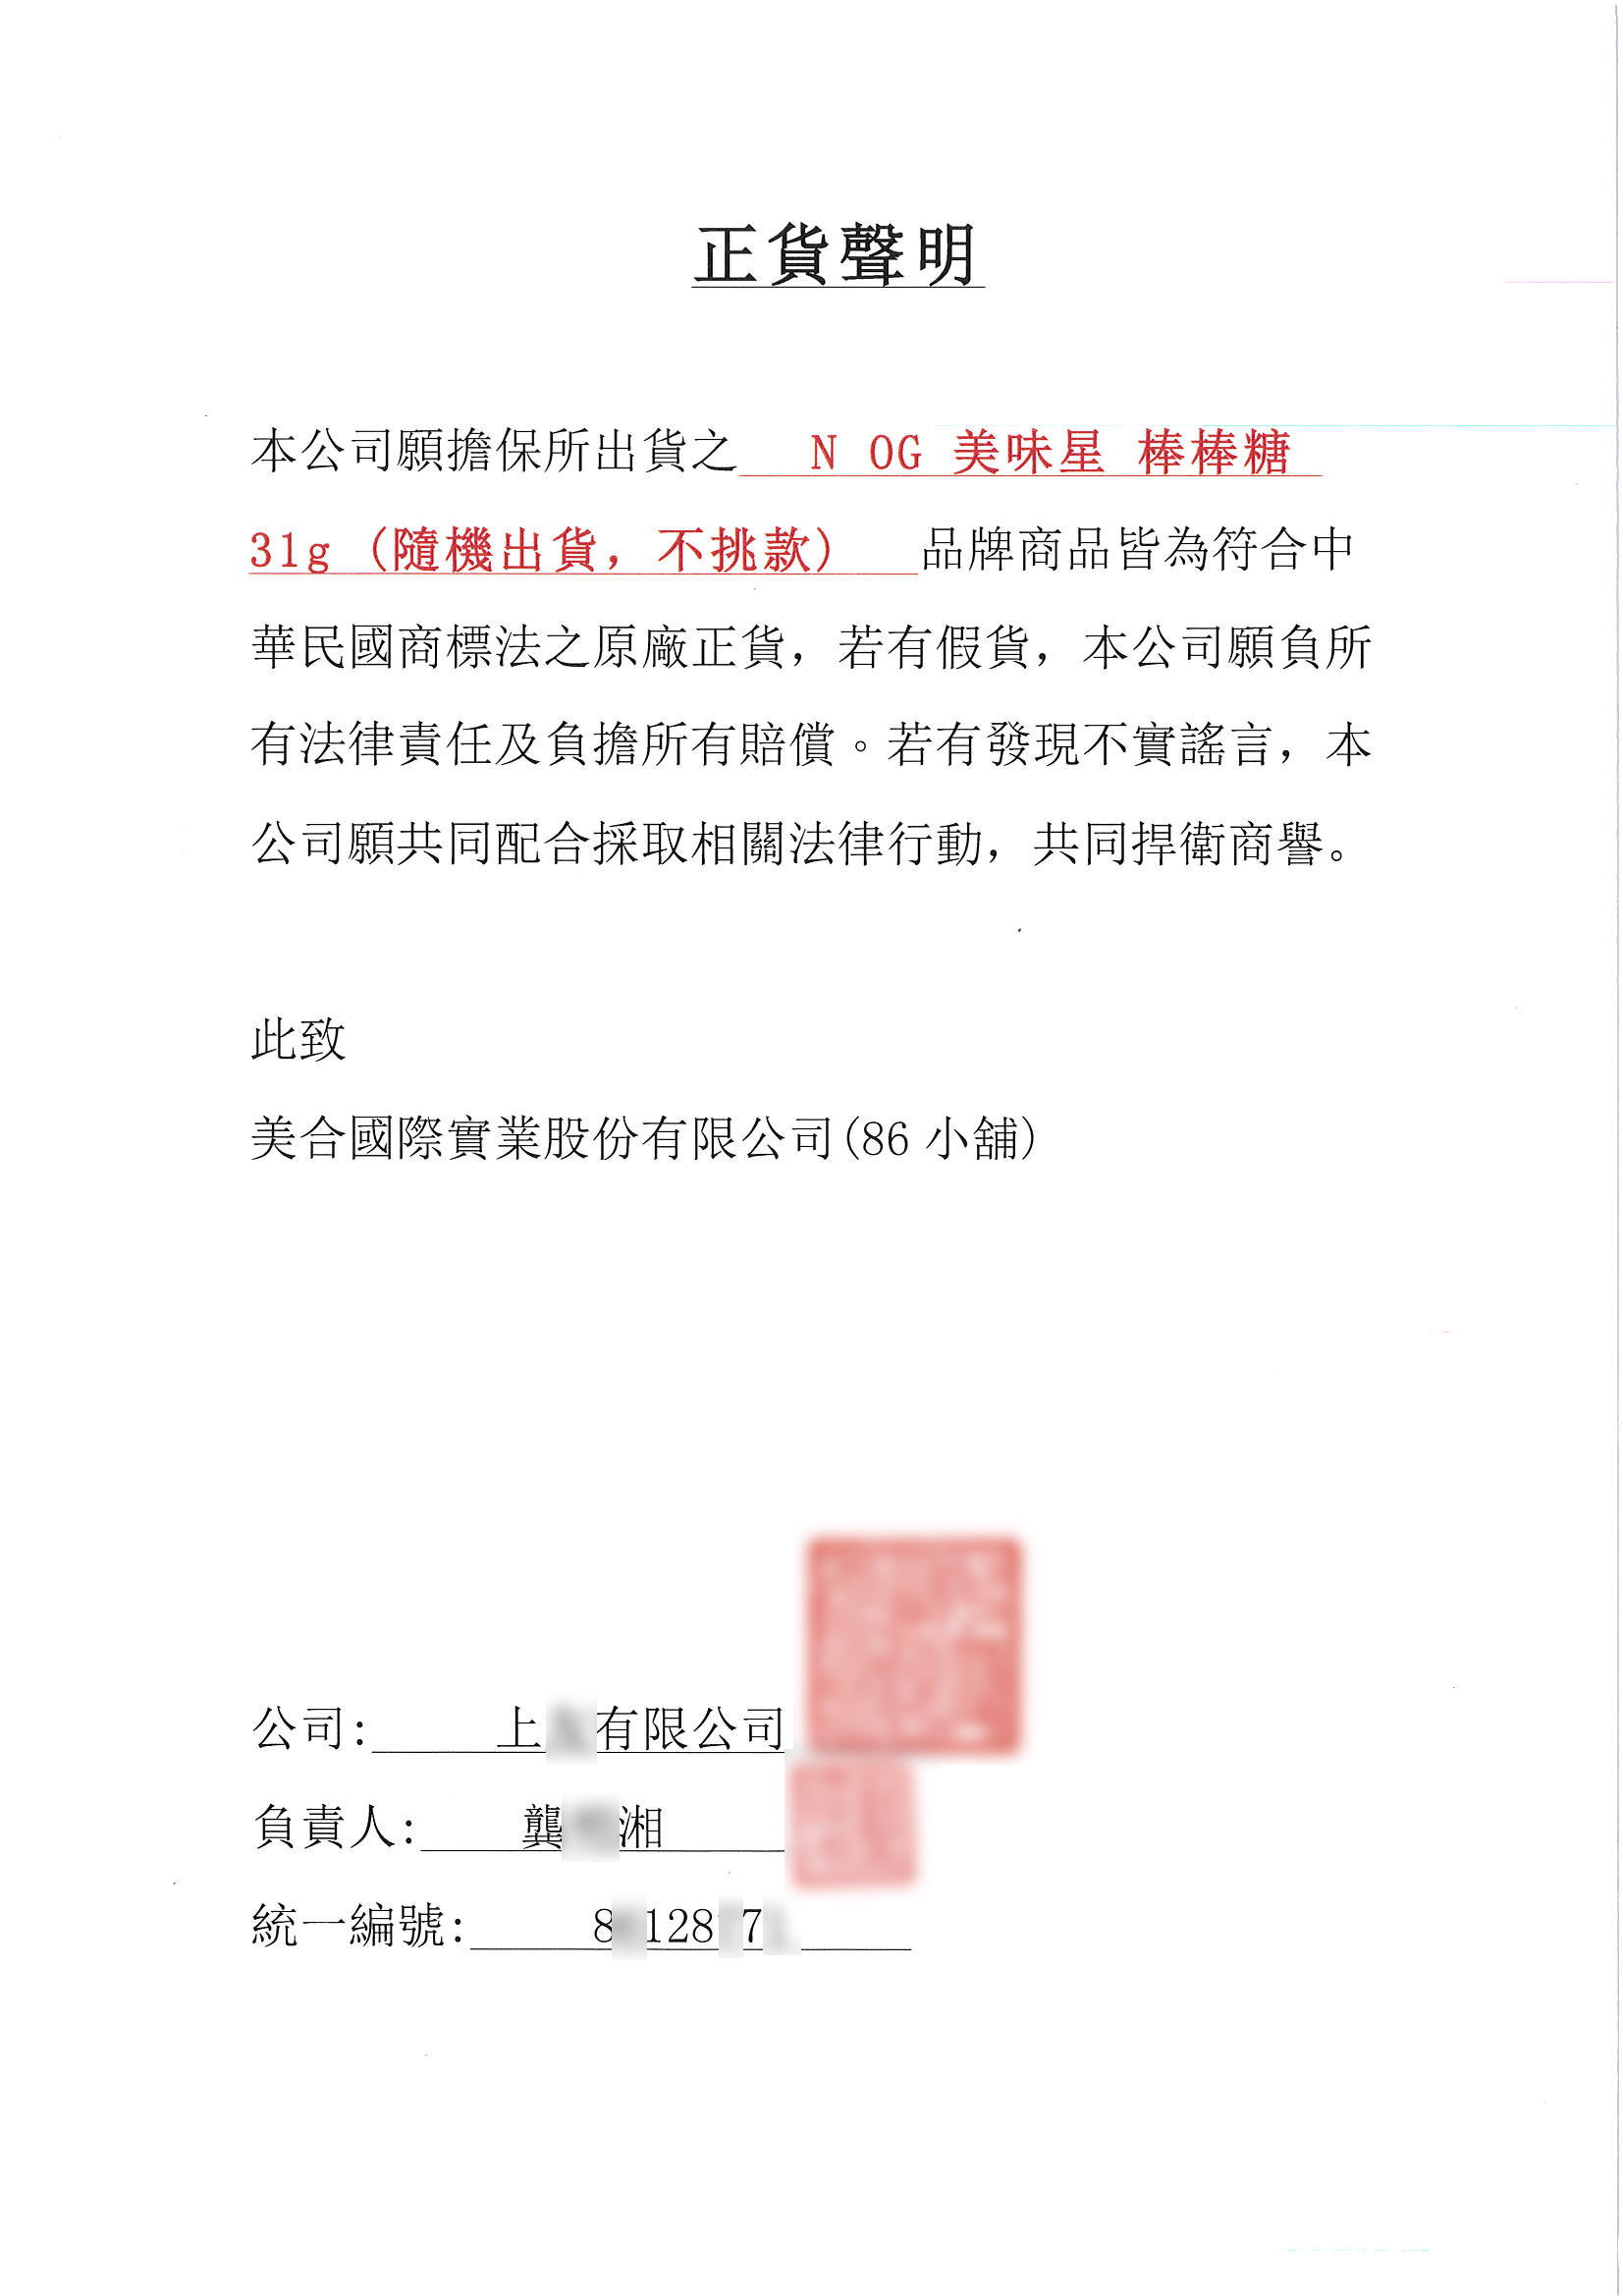 正貨聲明
本公司願擔保所出貨之 N OG 美味星 棒棒糖
31g (隨機出貨，不挑款) 品牌商品皆為符合中
華民國商標法之原廠正貨，若有假貨，本公司願負所
有法律責任及負擔所有賠償。若有發現不實謠言，本
公司願共同配合採取相關法律行動，共同捍衛商譽。
此致
美合國際實業股份有限公司(86 小舖)
公司: 上 有限公司
負責人: 龔 湘
統一編號: 8 128 7